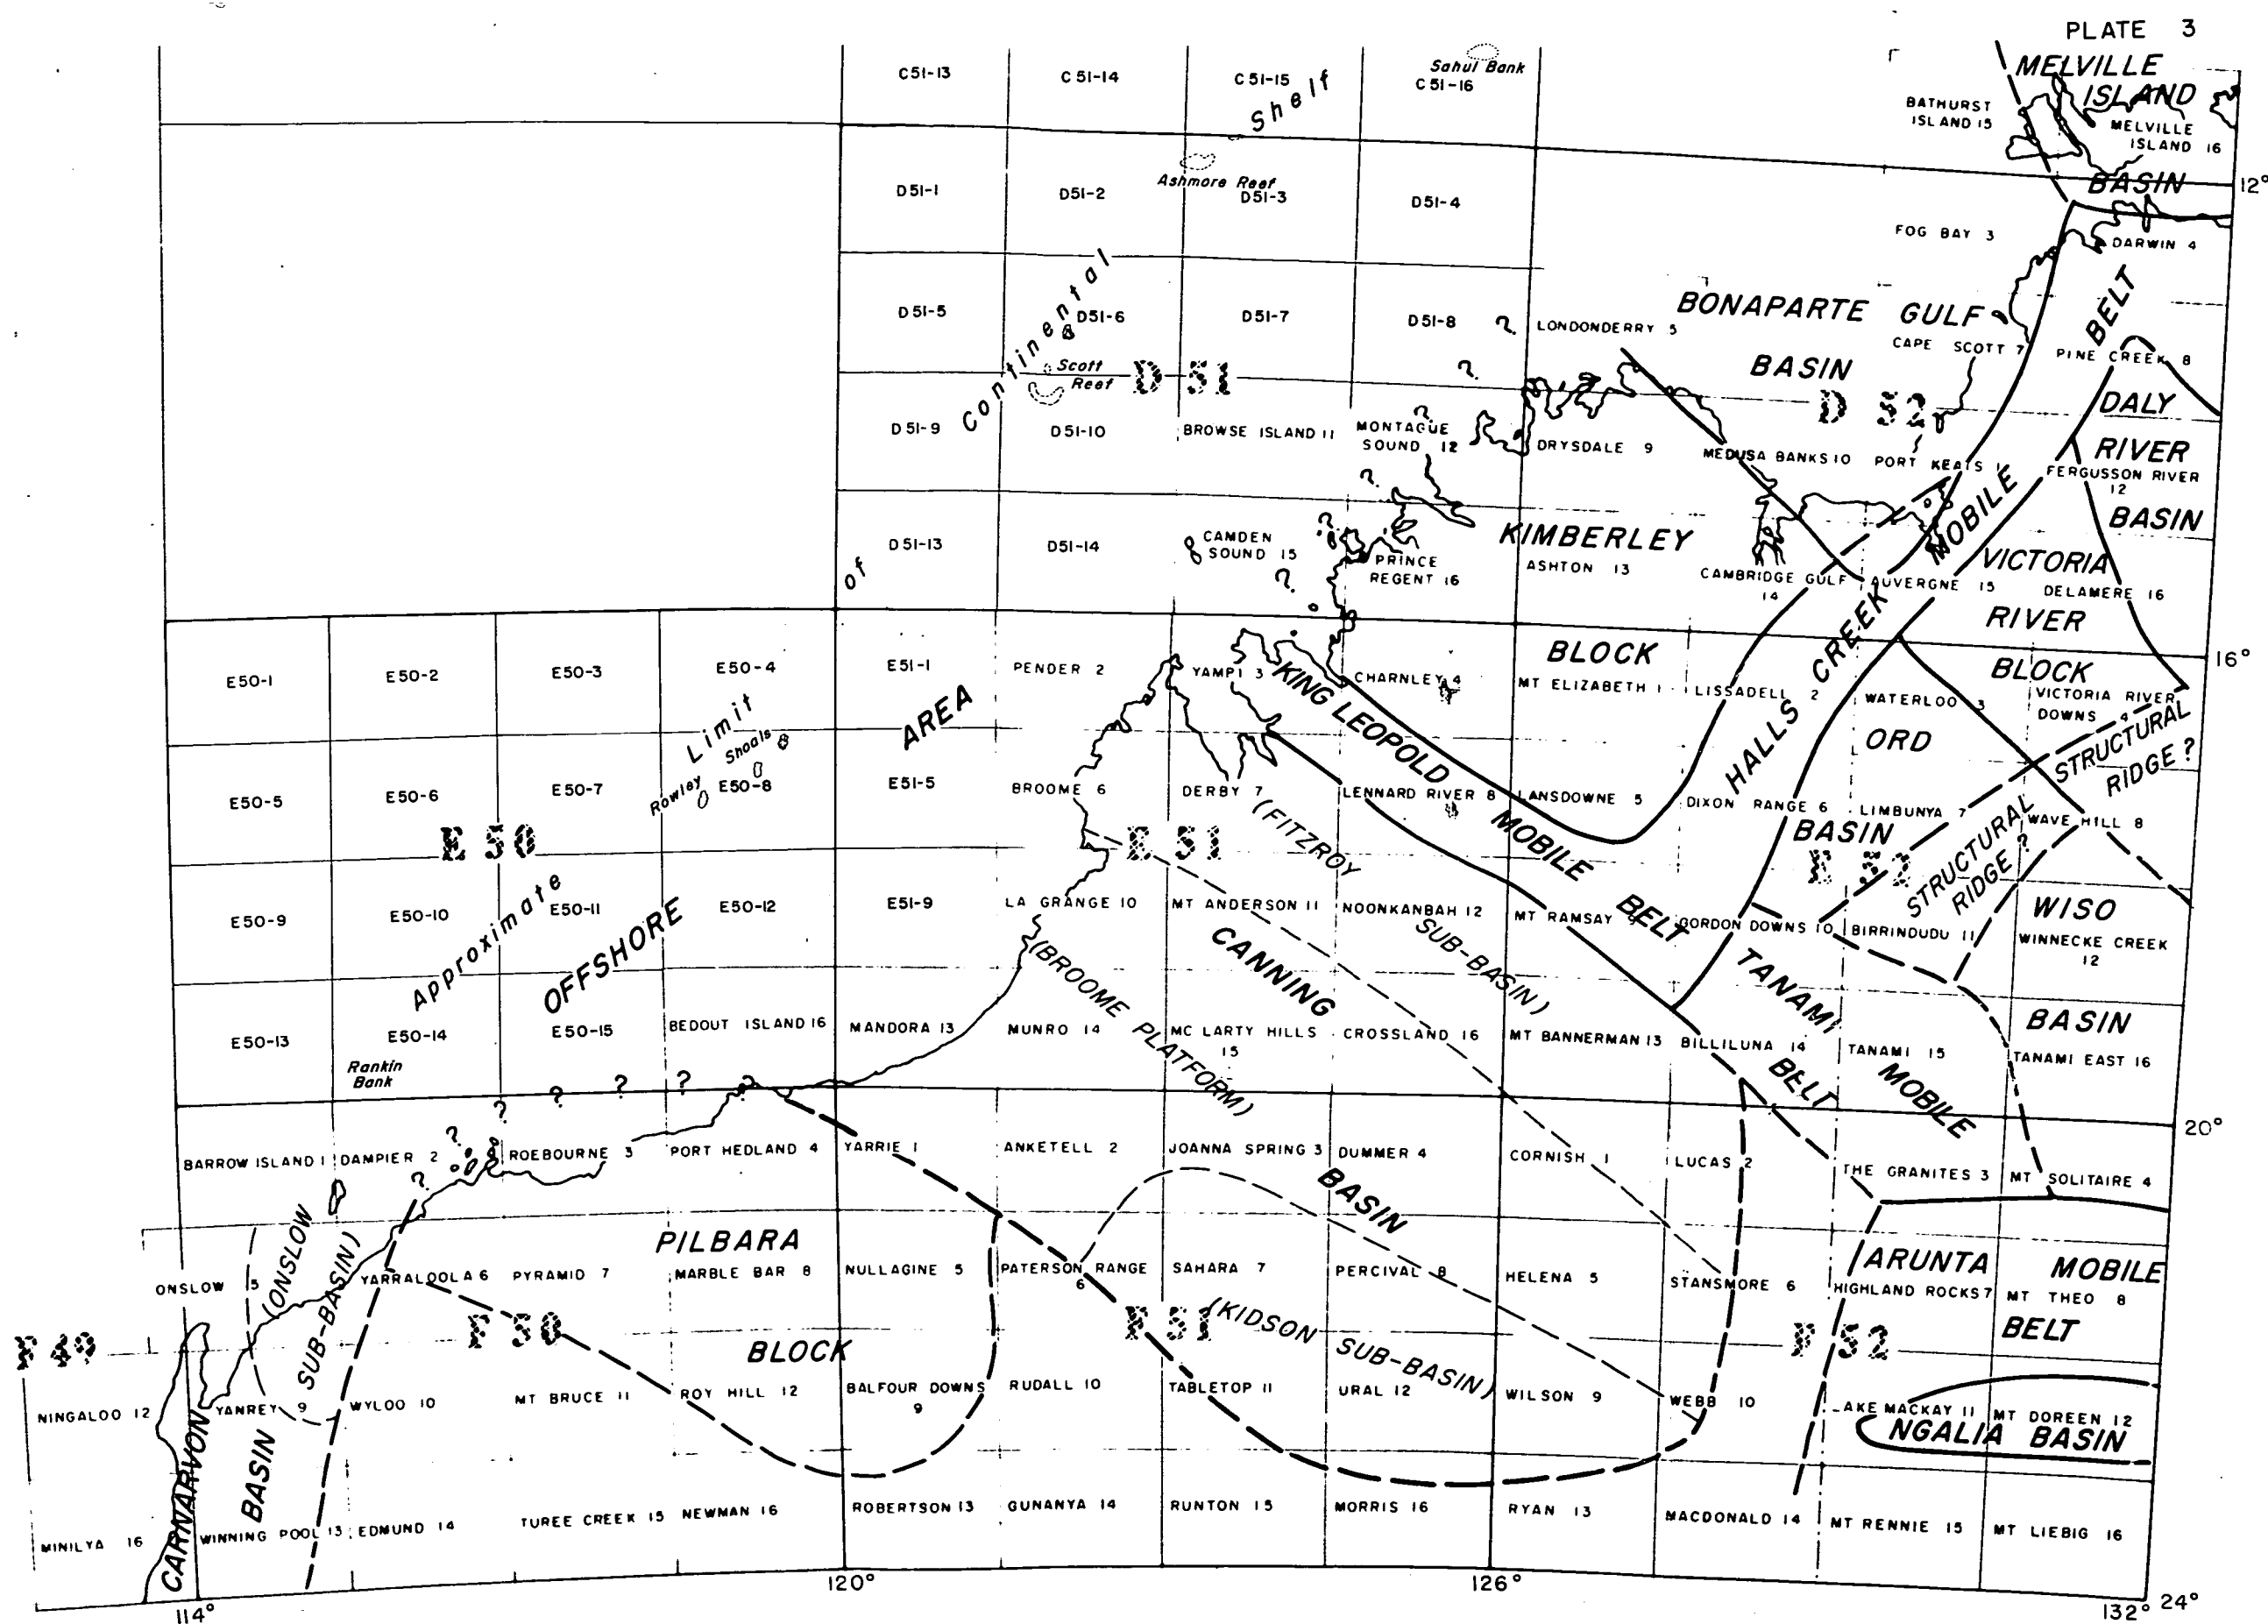 PLATE 3
C51-13
C51-14
C51-15
Sahul Bank
C51-16
Shelf
MELVILLE
ISLAND
BATHURST
ISLAND 15
MELVILLE
ISLAND 16
BASIN
12°
D51-1
D51-2
Ashmore Reef
D51-3
D51-4
FOG BAY 3
DARWIN 4
D51-5
Continental
D51-6
D51-7
D51-8
?
LONDONDERRY 5
BONAPARTE GULF
BASIN
CAPE SCOTT 7
BELT
PINE CREEK 8
Scott
Reef
D 51
?
D 52
DALY
RIVER
BASIN
D51-9
D51-10
BROWSE ISLAND 11
?
MONTAGUE
SOUND 12
?
DRYSDALE 9
MEDUSA BANKS 10
PORT KEATS 1
FERGUSSON RIVER
12
D51-13
of
D51-14
CAMDEN
SOUND 15
?
?
PRINCE
REGENT 16
KIMBERLEY
ASHTON 13
CAMBRIDGE GULF
14
AUVERGNE 15
MOBILE
VICTORIA
DELAMERE 16
RIVER
BLOCK
16°
E50-1
E50-2
E50-3
E50-4
E51-1
PENDER 2
YAMPI 3
KING LEOPOLD
CHARNLEY 4
BLOCK
MT ELIZABETH 1
LISSADELL 2
HALLS CREEK
WATERLOO 3
VICTORIA RIVER
DOWNS 4
STRUCTURAL
RIDGE ?
ORD
BASIN
Limit
AREA
E50-5
E50-6
E50-7
Rowley Shoals
E50-8
E51-5
BROOME 6
DERBY 7
(FITZROY
SUB-BASIN)
LENNARD RIVER 8
MOBILE
BELT
LANSDOWNE 5
DIXON RANGE 6
LIMBUNYA 7
STRUCTURAL
RIDGE ?
WAVE HILL 8
E 50
E 51
E 52
E50-9
E50-10
Approximate
E50-11
OFFSHORE
E50-12
E51-9
LA GRANGE 10
MT ANDERSON 11
NOONKANBAH 12
MT RAMSAY 9
GORDON DOWNS 10
BIRRINDUDU 11
WISO
WINNECKE CREEK
12
BASIN
CANNING
(BROOME PLATFORM)
TANAMI
E50-13
E50-14
E50-15
BEDOUT ISLAND 16
MANDORA 13
MUNRO 14
MC LARTY HILLS
15
CROSSLAND 16
MT BANNERMAN 13
BILLILUNA 14
TANAMI 15
TANAMI EAST 16
Rankin
Bank
? ? ? ? ?
BELT
MOBILE
20°
BARROW ISLAND 1
DAMPIER 2
?
?
ROEBOURNE 3
PORT HEDLAND 4
YARRIE 1
ANKETELL 2
JOANNA SPRING 3
DUMMER 4
CORNISH 1
LUCAS 2
THE GRANITES 3
MT SOLITAIRE 4
BASIN
ONSLOW 5
(ONSLOW
SUB-BASIN)
YARRALOOLA 6
PYRAMID 7
PILBARA
MARBLE BAR 8
NULLAGINE 5
PATERSON RANGE
6
SAHARA 7
PERCIVAL 8
HELENA 5
STANSMORE 6
ARUNTA MOBILE
HIGHLAND ROCKS 7
MT THEO 8
BELT
F 49
F 50
BLOCK
F 51
(KIDSON SUB-BASIN)
F 52
NINGALOO 12
YANREY 9
WYLOO 10
MT BRUCE 11
ROY HILL 12
BALFOUR DOWNS
9
RUDALL 10
TABLETOP 11
URAL 12
WILSON 9
WEBB 10
LAKE MACKAY 11
MT DOREEN 12
NGALIA BASIN
CARNARVON
BASIN
MINILYA 16
WINNING POOL 13
EDMUND 14
TUREE CREEK 15
NEWMAN 16
ROBERTSON 13
GUNANYA 14
RUNTON 15
MORRIS 16
RYAN 13
MACDONALD 14
MT RENNIE 15
MT LIEBIG 16
114°
120°
126°
132°
24°